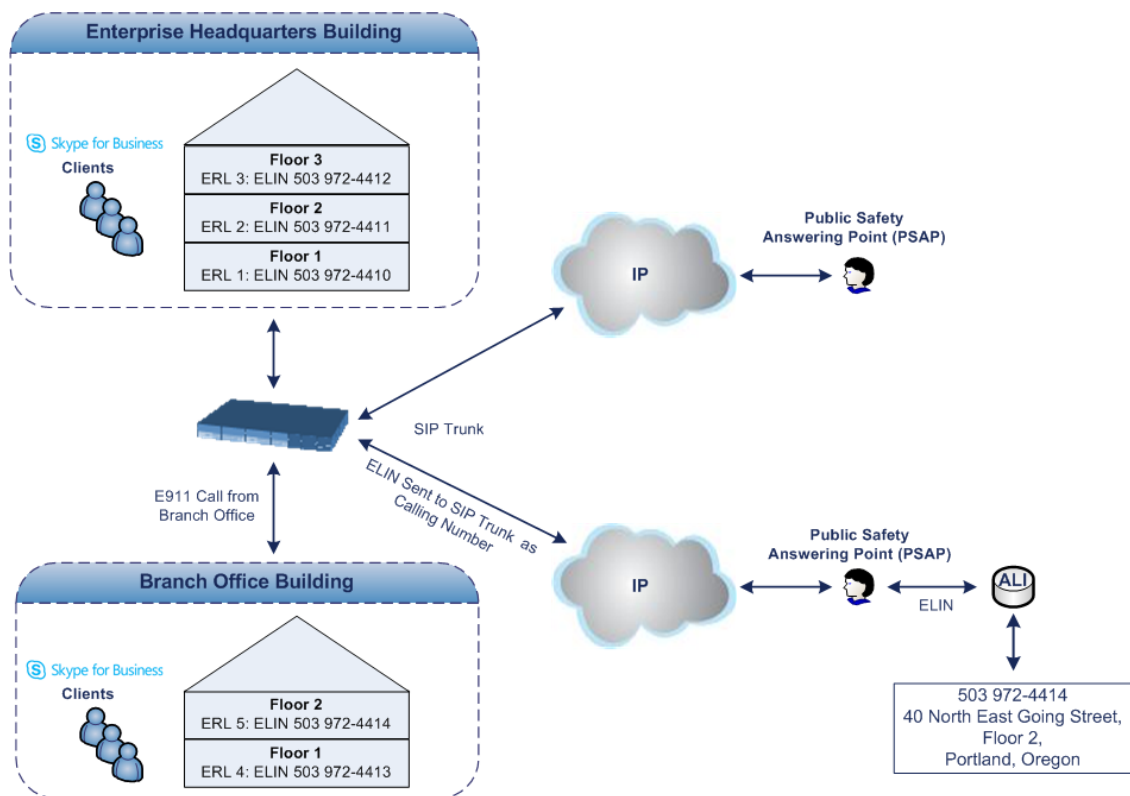 Enterprise Headquarters Building
Skype for Business
Clients
Floor 3
ERL 3: ELIN 503 972-4412
Floor 2
ERL 2: ELIN 503 972-4411
Floor 1
ERL 1: ELIN 503 972-4410
IP
Public Safety
Answering Point (PSAP)
SIP Trunk
ELIN Sent to SIP Trunk as
Calling Number
E911 Call from
Branch Office
IP
Public Safety
Answering Point (PSAP)
ELIN
ALI
503 972-4414
40 North East Going Street,
Floor 2,
Portland, Oregon
Branch Office Building
Skype for Business
Clients
Floor 2
ERL 5: ELIN 503 972-4414
Floor 1
ERL 4: ELIN 503 972-4413